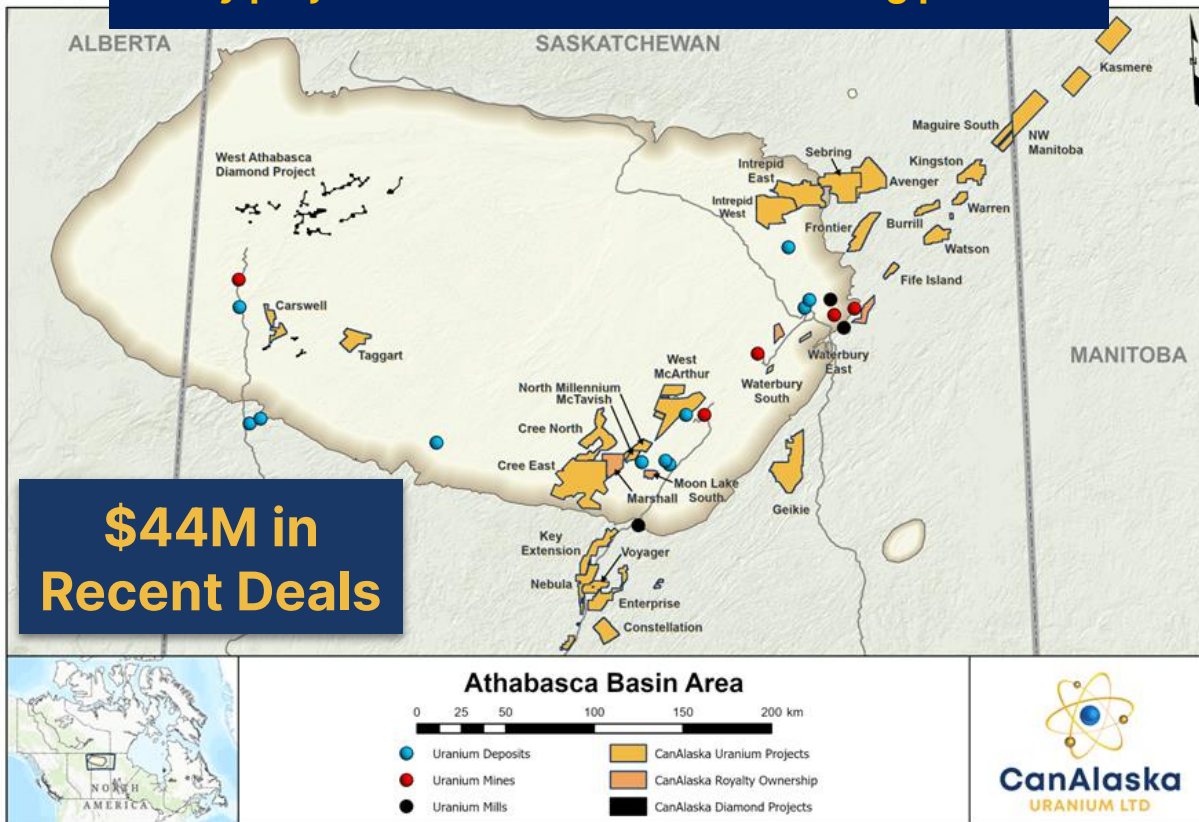 ALBERTA
SASKATCHEWAN
Kasmere
Maguire South
NW
Manitoba
Sebring
Kingston
Intrepid
East
Avenger
West Athabasca
Diamond Project
Intrepid
West
Warren
Frontier
Burrill
Watson
Fife Island
Carswell
Taggart
MANITOBA
Waterbury
East
West
McArthur
Waterbury
South
North Millennium
McTavish
Cree North
Cree East
Moon Lake
South
Marshall
Geikie
$44M in
Recent Deals
Key
Extension
Voyager
Nebula
Enterprise
Constellation
NORTH
AMERICA
Athabasca Basin Area
0 25 50 100 150 200 km
Uranium Deposits
CanAlaska Uranium Projects
Uranium Mines
CanAlaska Royalty Ownership
Uranium Mills
CanAlaska Diamond Projects
CanAlaska
URANIUM LTD